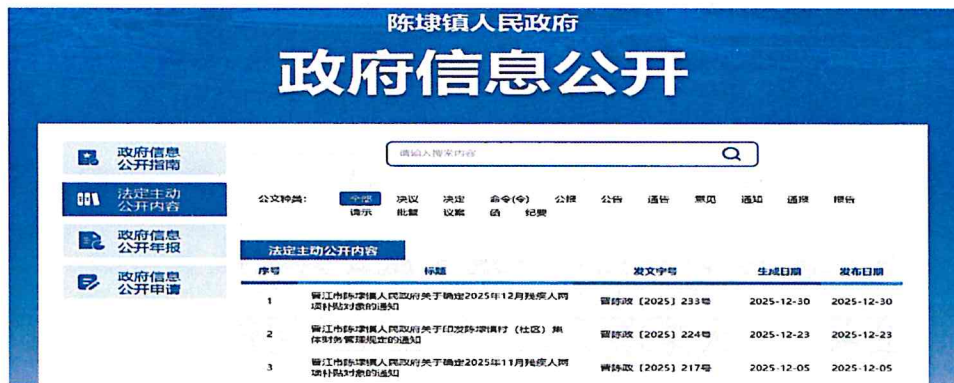 陈埭镇人民政府
政府信息公开
政府信息
公开指南
请输入搜索内容
法定主动
公开内容
公文种类： 全部 决议 决定 命令(令) 公报 公告 通告 意见 通知 通报 报告
请示 批复 议案 函 纪要
政府信息
公开年报
法定主动公开内容
政府信息
公开申请
序号 标题 发文字号 生成日期 发布日期
1 晋江市陈埭镇人民政府关于确定2025年12月残疾人两
项补贴对象的通知 晋陈政〔2025〕233号 2025-12-30 2025-12-30
2 晋江市陈埭镇人民政府关于印发陈埭镇村（社区）集
体财务管理规定的通知 晋陈政〔2025〕224号 2025-12-23 2025-12-23
3 晋江市陈埭镇人民政府关于确定2025年11月残疾人两
项补贴对象的通知 晋陈政〔2025〕217号 2025-12-05 2025-12-05